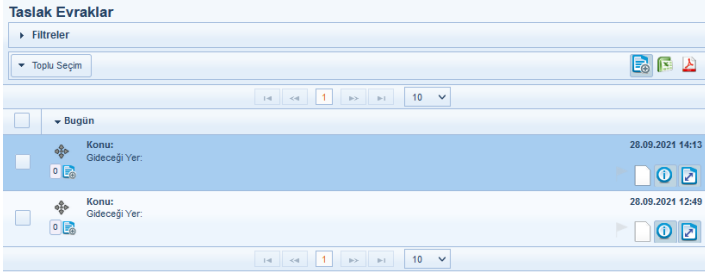 Taslak Evraklar
Filtreler
Toplu Seçim
1 10
Bugün
Konu: 28.09.2021 14:13
Gideceği Yer:
0
Konu: 28.09.2021 12:49
Gideceği Yer:
0
1 10